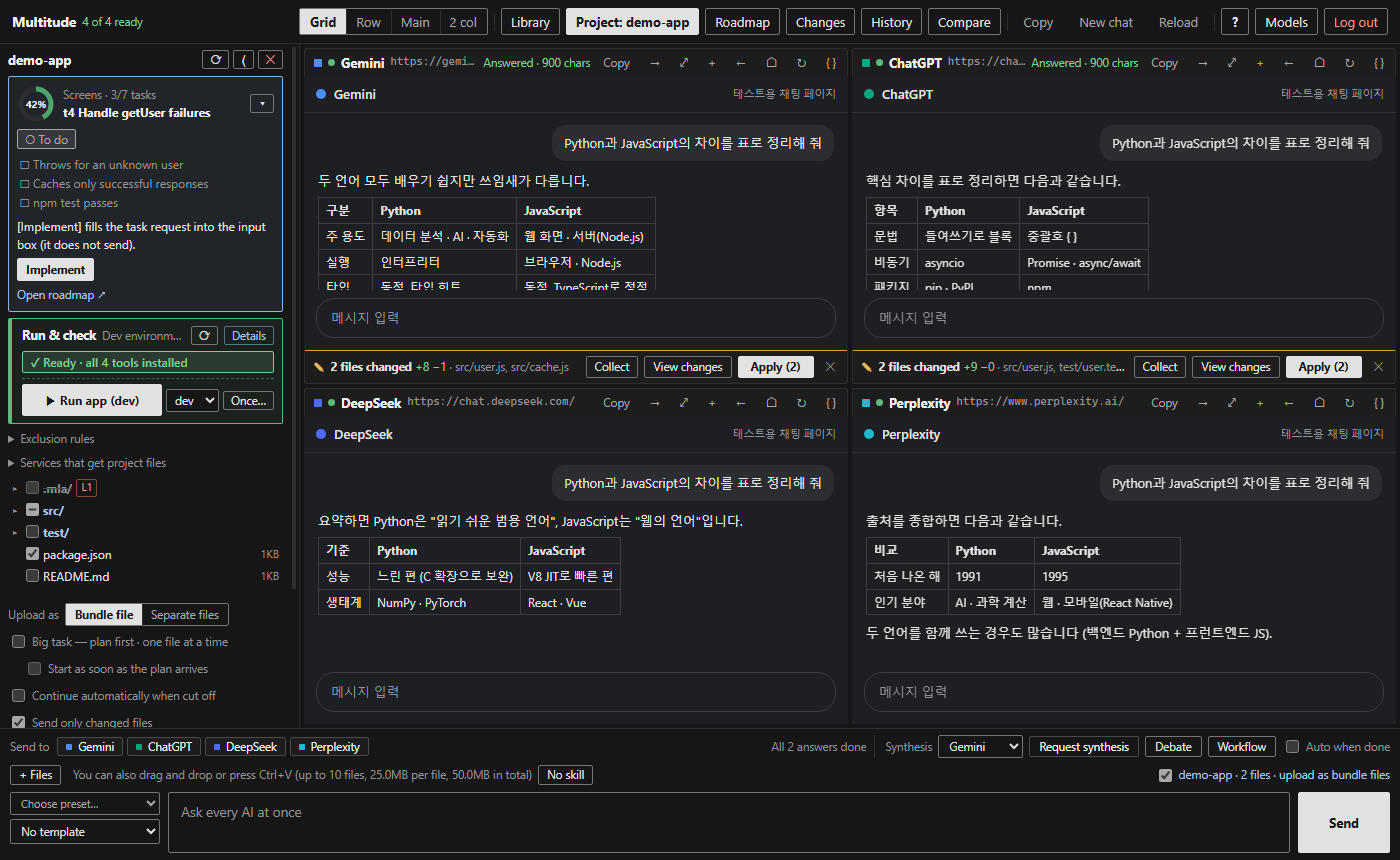 Multitude 4 of 4 ready Grid Row Main 2 col Library Project: demo-app Roadmap Changes History Compare Copy New chat Reload ? Models Log out
demo-app
42%
Screens · 3/7 tasks
t4 Handle getUser failures
To do
Throws for an unknown user
Caches only successful responses
npm test passes
[Implement] fills the task request into the input
box (it does not send).
Implement
Open roadmap ↗
Run & check Dev environm... Details
✓ Ready · all 4 tools installed
▶ Run app (dev) dev Once...
Exclusion rules
Services that get project files
.mla/ L1
src/
test/
package.json 1KB
README.md 1KB
Upload as Bundle file Separate files
Big task — plan first · one file at a time
Start as soon as the plan arrives
Continue automatically when cut off
Send only changed files
Gemini https://gemi... Answered · 900 chars Copy → ⤢ + ← ↻ { }
Gemini 테스트용 채팅 페이지
Python과 JavaScript의 차이를 표로 정리해 줘
두 언어 모두 배우기 쉽지만 쓰임새가 다릅니다.
구분 Python JavaScript
주 용도 데이터 분석 · AI · 자동화 웹 화면 · 서버(Node.js)
실행 인터프리터 브라우저 · Node.js
타입 동적, 타입 힌트 동적, TypeScript로 정적
메시지 입력
2 files changed +8 −1 · src/user.js, src/cache.js Collect View changes Apply (2) ×
ChatGPT https://cha... Answered · 900 chars Copy → ⤢ + ← ↻ { }
ChatGPT 테스트용 채팅 페이지
Python과 JavaScript의 차이를 표로 정리해 줘
핵심 차이를 표로 정리하면 다음과 같습니다.
항목 Python JavaScript
문법 들여쓰기로 블록 중괄호 { }
비동기 asyncio Promise · async/await
패키지 pip · PyPI npm
메시지 입력
2 files changed +9 −0 · src/user.js, test/user.te... Collect View changes Apply (2) ×
DeepSeek https://chat.deepseek.com/ Copy → ⤢ + ← ↻ { }
DeepSeek 테스트용 채팅 페이지
Python과 JavaScript의 차이를 표로 정리해 줘
요약하면 Python은 "읽기 쉬운 범용 언어", JavaScript는 "웹의 언어"입니다.
기준 Python JavaScript
성능 느린 편 (C 확장으로 보완) V8 JIT로 빠른 편
생태계 NumPy · PyTorch React · Vue
메시지 입력
Perplexity https://www.perplexity.ai/ Copy → ⤢ + ← ↻ { }
Perplexity 테스트용 채팅 페이지
Python과 JavaScript의 차이를 표로 정리해 줘
출처를 종합하면 다음과 같습니다.
비교 Python JavaScript
처음 나온 해 1991 1995
인기 분야 AI · 과학 계산 웹 · 모바일(React Native)
두 언어를 함께 쓰는 경우도 많습니다 (백엔드 Python + 프런트엔드 JS).
메시지 입력
Send to Gemini ChatGPT DeepSeek Perplexity All 2 answers done Synthesis Gemini Request synthesis Debate Workflow Auto when done
+ Files You can also drag and drop or press Ctrl+V (up to 10 files, 25.0MB per file, 50.0MB in total) No skill demo-app · 2 files · upload as bundle files
Choose preset...
No template
Ask every AI at once
Send